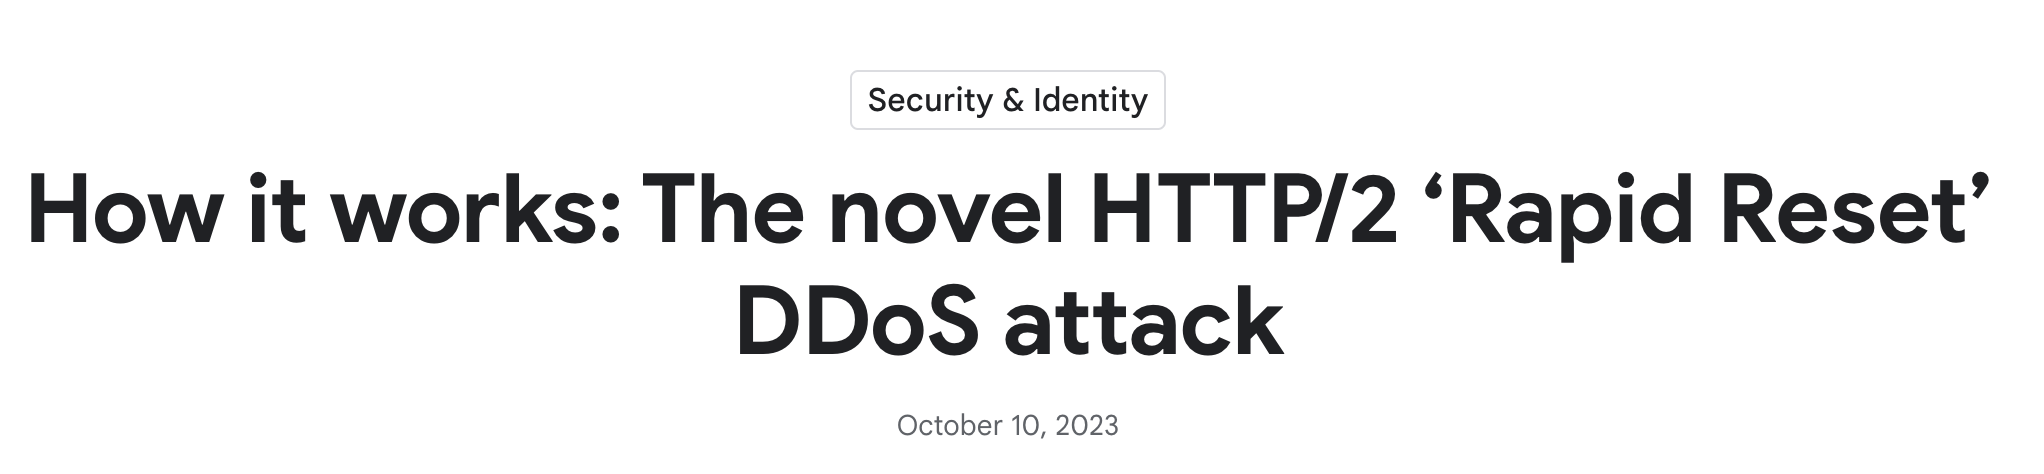 Security & Identity
How it works: The novel HTTP/2 ‘Rapid Reset’
DDoS attack
October 10, 2023